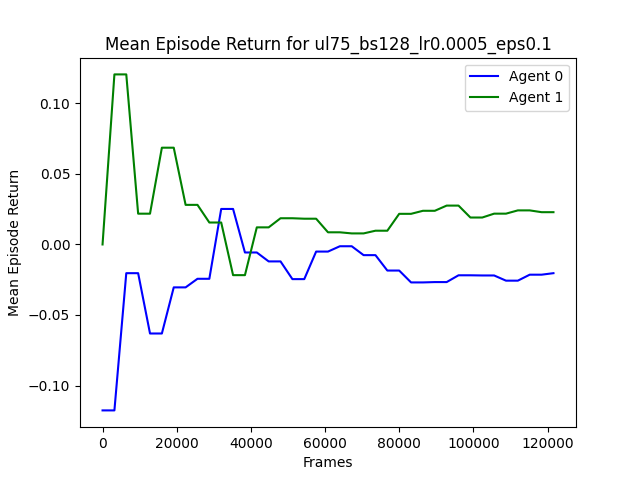 Mean Episode Return for ul75_bs128_lr0.0005_eps0.1
Agent 0
Agent 1
0.10
0.05
0.00
−0.05
−0.10
Mean Episode Return
0 20000 40000 60000 80000 100000 120000
Frames